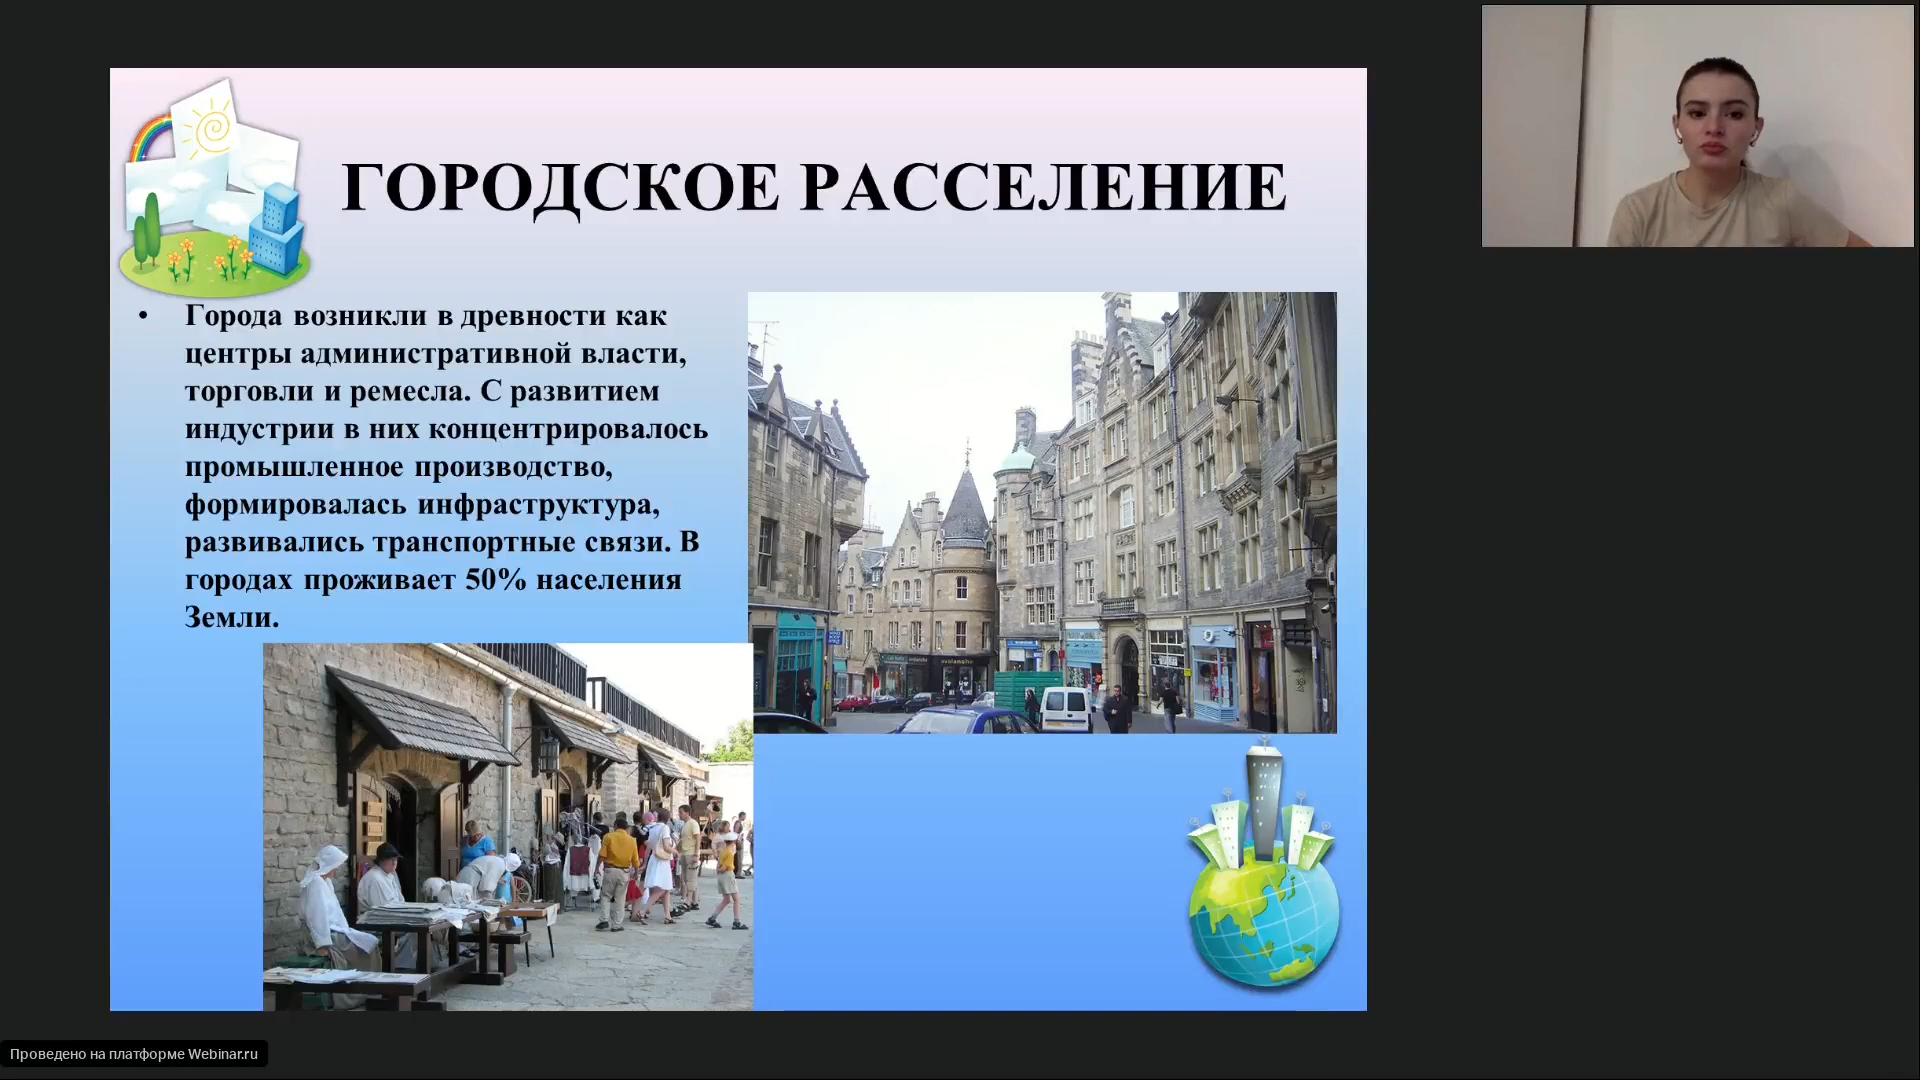 ГОРОДСКОЕ РАССЕЛЕНИЕ
• Города возникли в древности как
центры административной власти,
торговли и ремесла. С развитием
индустрии в них концентрировалось
промышленное производство,
формировалась инфраструктура,
развивались транспортные связи. В
городах проживает 50% населения
Земли.
Проведено на платформе Webinar.ru